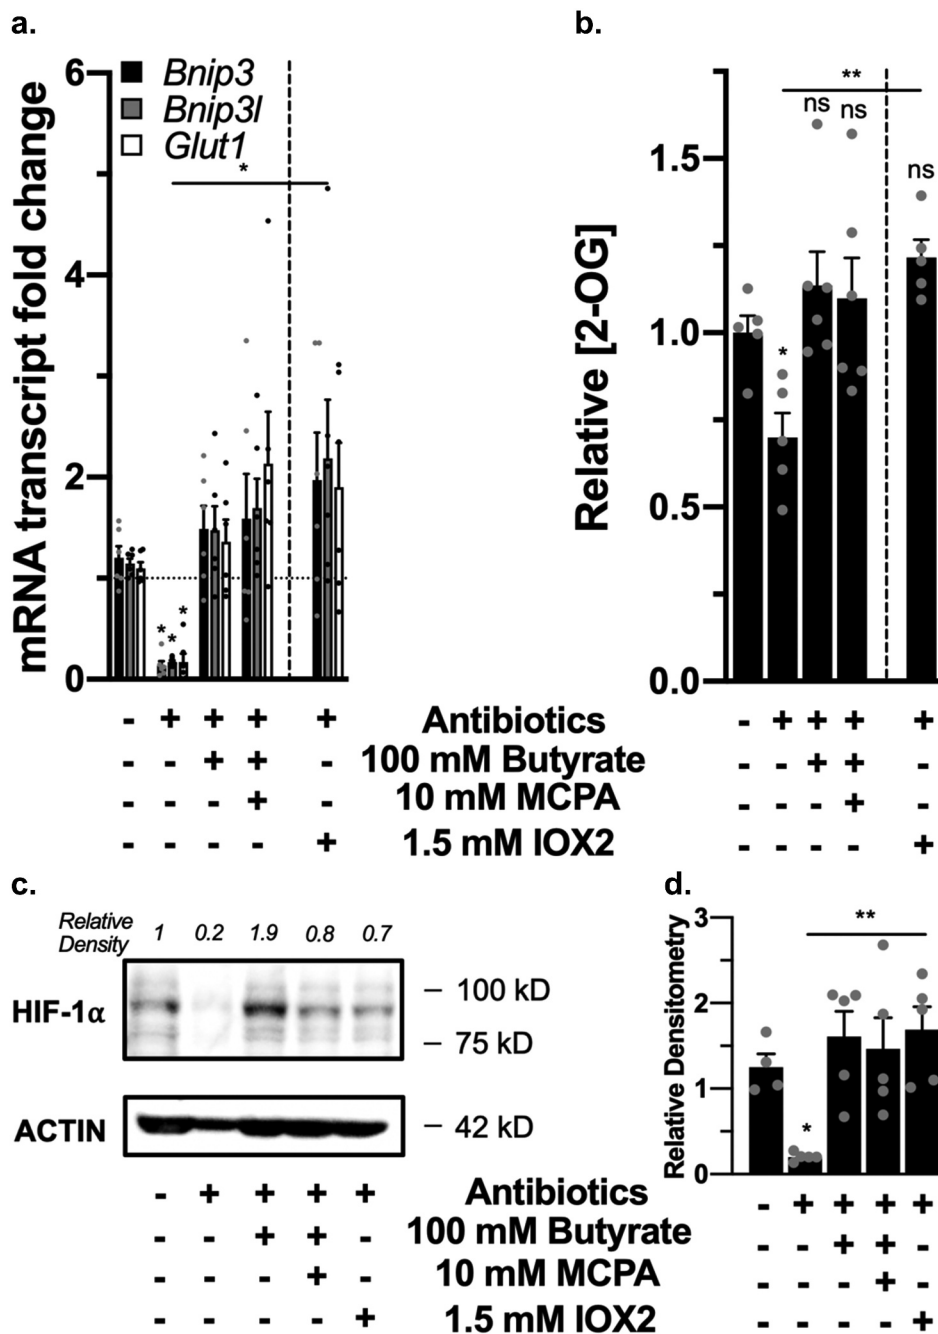 a.
mRNA transcript fold change
6
4
2
0
Bnip3
Bnip3l
Glut1
*
* * *
b.
Relative [2-OG]
1.5
1.0
0.5
0.0
**
ns ns
ns
*
- + + + + Antibiotics - + + + +
- - + + - 100 mM Butyrate - - + + -
- - - + - 10 mM MCPA - - - + -
- - - - + 1.5 mM IOX2 - - - - +
c.
Relative
Density 1 0.2 1.9 0.8 0.7
HIF-1α
– 100 kD
– 75 kD
ACTIN
– 42 kD
d.
Relative Densitometry
3
2
1
0
**
*
- + + + + Antibiotics - + + + +
- - + + - 100 mM Butyrate - - + + -
- - - + - 10 mM MCPA - - - + -
- - - - + 1.5 mM IOX2 - - - - +